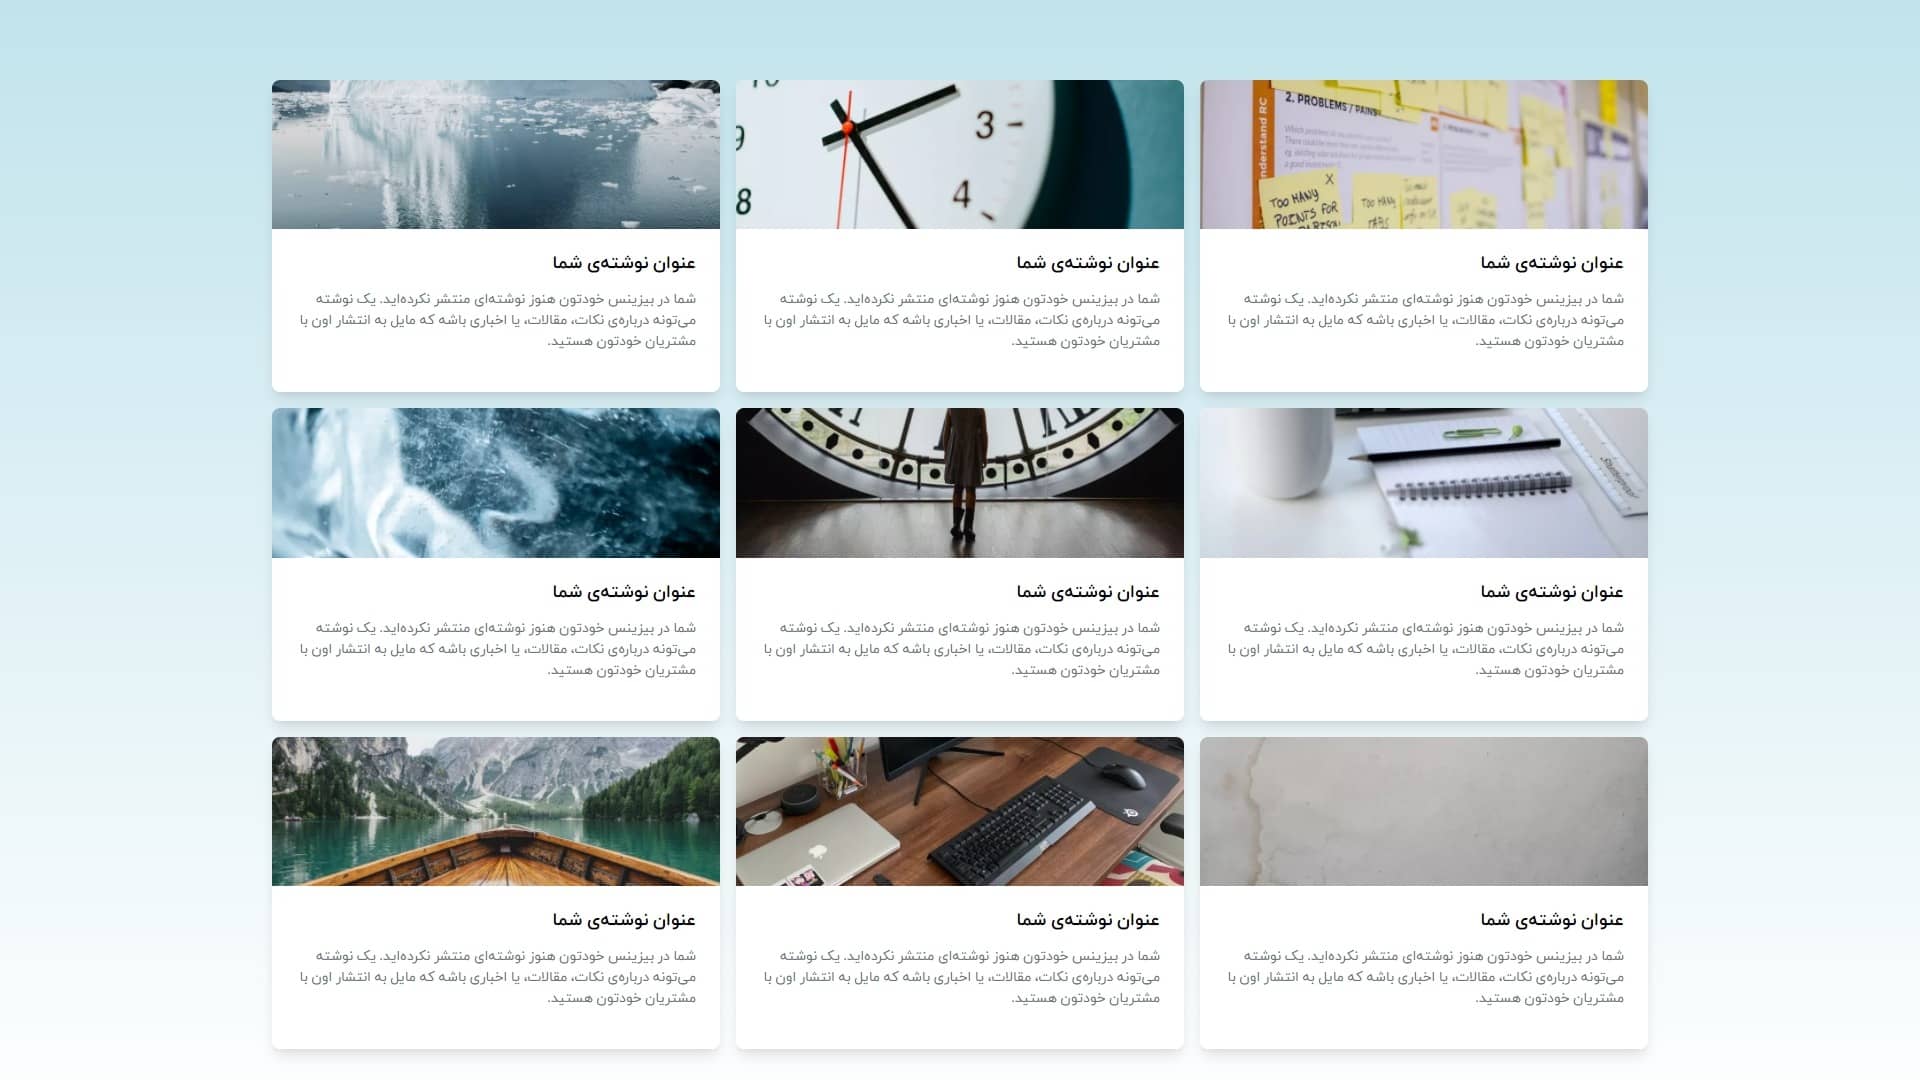 2. PROBLEMS / PAINS
TOO MANY
POINTS FOR
عنوان نوشته‌ی شما
شما در بیزینس خودتون هنوز نوشته‌ای منتشر نکرده‌اید. یک نوشته
می‌تونه درباره‌ی نکات، مقالات، یا اخباری باشه که مایل به انتشار اون با
مشتریان خودتون هستید.
9
3
8
4
عنوان نوشته‌ی شما
شما در بیزینس خودتون هنوز نوشته‌ای منتشر نکرده‌اید. یک نوشته
می‌تونه درباره‌ی نکات، مقالات، یا اخباری باشه که مایل به انتشار اون با
مشتریان خودتون هستید.
عنوان نوشته‌ی شما
شما در بیزینس خودتون هنوز نوشته‌ای منتشر نکرده‌اید. یک نوشته
می‌تونه درباره‌ی نکات، مقالات، یا اخباری باشه که مایل به انتشار اون با
مشتریان خودتون هستید.
عنوان نوشته‌ی شما
شما در بیزینس خودتون هنوز نوشته‌ای منتشر نکرده‌اید. یک نوشته
می‌تونه درباره‌ی نکات، مقالات، یا اخباری باشه که مایل به انتشار اون با
مشتریان خودتون هستید.
عنوان نوشته‌ی شما
شما در بیزینس خودتون هنوز نوشته‌ای منتشر نکرده‌اید. یک نوشته
می‌تونه درباره‌ی نکات، مقالات، یا اخباری باشه که مایل به انتشار اون با
مشتریان خودتون هستید.
عنوان نوشته‌ی شما
شما در بیزینس خودتون هنوز نوشته‌ای منتشر نکرده‌اید. یک نوشته
می‌تونه درباره‌ی نکات، مقالات، یا اخباری باشه که مایل به انتشار اون با
مشتریان خودتون هستید.
عنوان نوشته‌ی شما
شما در بیزینس خودتون هنوز نوشته‌ای منتشر نکرده‌اید. یک نوشته
می‌تونه درباره‌ی نکات، مقالات، یا اخباری باشه که مایل به انتشار اون با
مشتریان خودتون هستید.
عنوان نوشته‌ی شما
شما در بیزینس خودتون هنوز نوشته‌ای منتشر نکرده‌اید. یک نوشته
می‌تونه درباره‌ی نکات، مقالات، یا اخباری باشه که مایل به انتشار اون با
مشتریان خودتون هستید.
عنوان نوشته‌ی شما
شما در بیزینس خودتون هنوز نوشته‌ای منتشر نکرده‌اید. یک نوشته
می‌تونه درباره‌ی نکات، مقالات، یا اخباری باشه که مایل به انتشار اون با
مشتریان خودتون هستید.